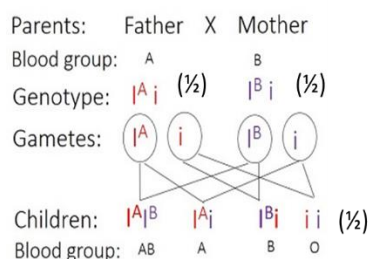 Parents: Father X Mother
Blood group: A B
Genotype: Iᴬ i (½) Iᴮ i (½)
Gametes: Iᴬ i Iᴮ i
Children: IᴬIᴮ Iᴬi Iᴮi i i (½)
Blood group: AB A B O